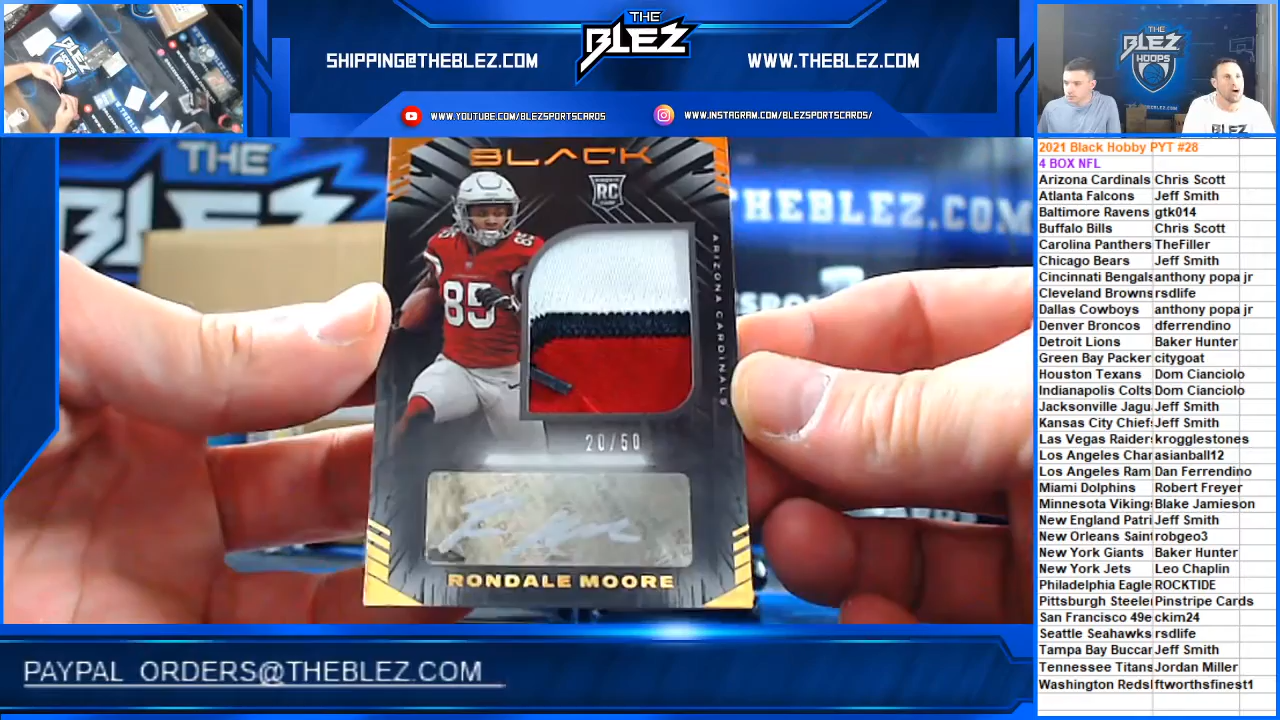 SHIPPING@THEBLEZ.COM
THE
BLEZ
WWW.THEBLEZ.COM
WWW.YOUTUBE.COM/BLEZSPORTSCARDS
WWW.INSTAGRAM.COM/BLEZSPORTSCARDS/
THE
BLEZ
HOOPS
BLEZ
THE
THEBLEZ.COM
BLACK
RC
85
85
ARIZONA CARDINALS
20/50
RONDALE MOORE
2021 Black Hobby PYT #28
4 BOX NFL
Arizona Cardinals Chris Scott
Atlanta Falcons Jeff Smith
Baltimore Ravens gtk014
Buffalo Bills Chris Scott
Carolina Panthers TheFiller
Chicago Bears Jeff Smith
Cincinnati Bengals anthony popa jr
Cleveland Browns rsdlife
Dallas Cowboys anthony popa jr
Denver Broncos dferrendino
Detroit Lions Baker Hunter
Green Bay Packer citygoat
Houston Texans Dom Cianciolo
Indianapolis Colts Dom Cianciolo
Jacksonville Jagu Jeff Smith
Kansas City Chief Jeff Smith
Las Vegas Raider krogglestones
Los Angeles Char asianball12
Los Angeles Ram Dan Ferrendino
Miami Dolphins Robert Freyer
Minnesota Viking Blake Jamieson
New England Patri Jeff Smith
New Orleans Saint robgeo3
New York Giants Baker Hunter
New York Jets Leo Chaplin
Philadelphia Eagle ROCKTIDE
Pittsburgh Steele Pinstripe Cards
San Francisco 49e ckim24
Seattle Seahawks rsdlife
Tampa Bay Buccar Jeff Smith
Tennessee Titans Jordan Miller
Washington Reds ftworthsfinest1
PAYPAL ORDERS@THEBLEZ.COM